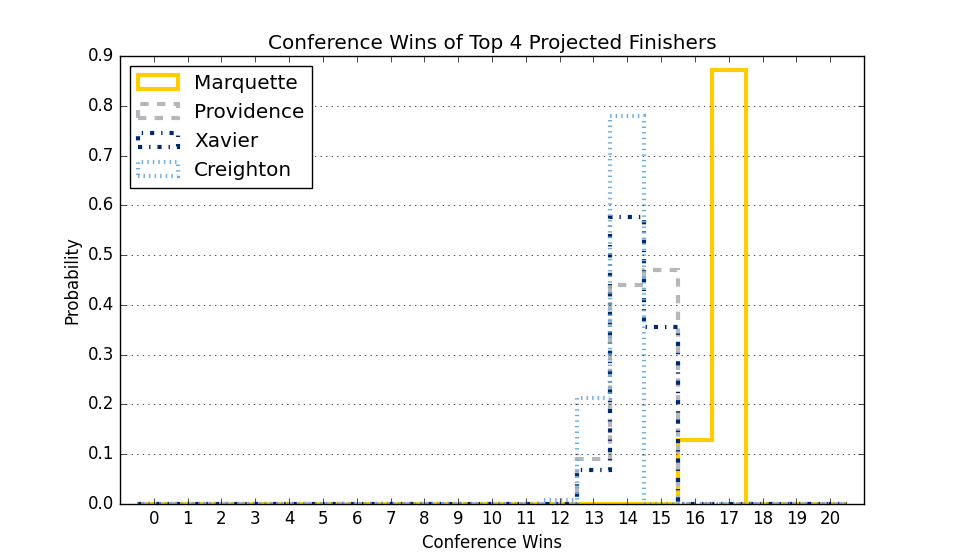 Conference Wins of Top 4 Projected Finishers
Marquette
Providence
Xavier
Creighton
Probability
0.9
0.8
0.7
0.6
0.5
0.4
0.3
0.2
0.1
0.0
0 1 2 3 4 5 6 7 8 9 10 11 12 13 14 15 16 17 18 19 20
Conference Wins